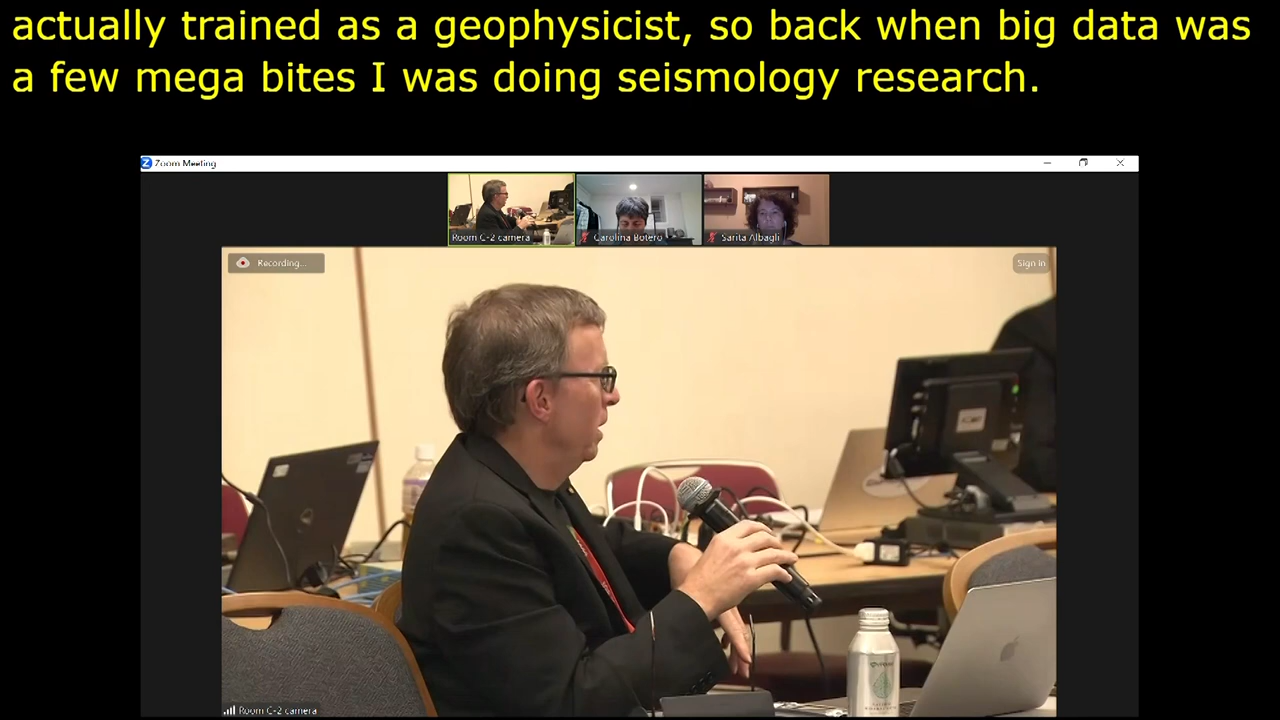 actually trained as a geophysicist, so back when big data was
a few mega bites I was doing seismology research.
Zoom Meeting
Room C-2 camera
Carolina Botero
Sarita Albagli
Recording...
Sign in
Room C-2 camera